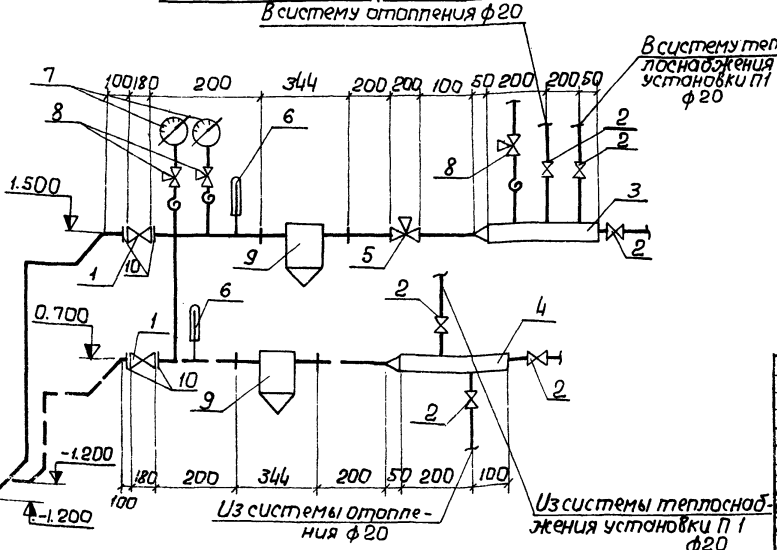 В систему отопления ф20
В систему теп-
лоснабжения
установки П1
ф20
7
100 180 200 344 200 200 100 50 200 200 50
8
6
2
2
8
3
1.500
1
10
9
5
2
6
2
4
0.700
1
10
9
2
2
-1.200
180 200 344 200 50 200 100
100
-1.200
Из системы отопле-
ния ф20
Из системы теплоснаб-
жения установки П1
ф20